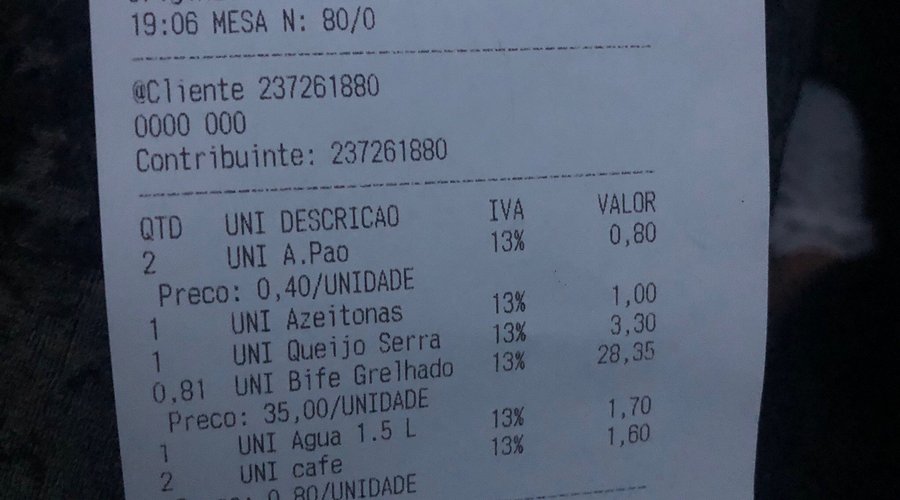 19:06 MESA N: 80/0
@Cliente 237261880
0000 000
Contribuinte: 237261880
QTD UNI DESCRICAO IVA VALOR
2 UNI A.Pao 13% 0,80
Preco: 0,40/UNIDADE
1 UNI Azeitonas 13% 1,00
1 UNI Queijo Serra 13% 3,30
0,81 UNI Bife Grelhado 13% 28,35
Preco: 35,00/UNIDADE
1 UNI Agua 1.5 L 13% 1,70
2 UNI cafe 13% 1,60
Preco: 0,80/UNIDADE